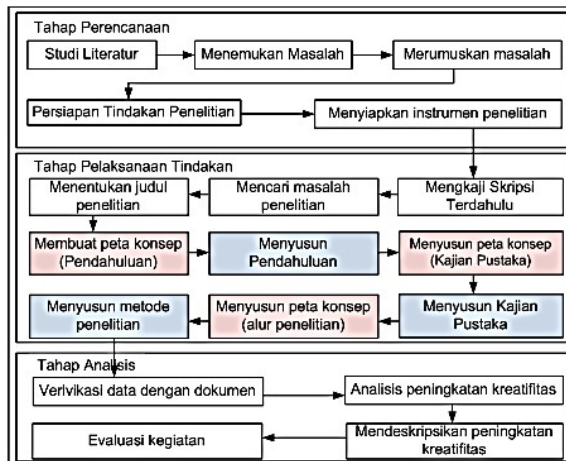 Tahap Perencanaan
Studi Literatur
Menemukan Masalah
Merumuskan masalah
Persiapan Tindakan Penelitian
Menyiapkan instrumen penelitian
Tahap Pelaksanaan Tindakan
Menentukan judul
penelitian
Mencari masalah
penelitian
Mengkaji Skripsi
Terdahulu
Membuat peta konsep
(Pendahuluan)
Menyusun
Pendahuluan
Menyusun peta konsep
(Kajian Pustaka)
Menyusun metode
penelitian
Menyusun peta konsep
(alur penelitian)
Menyusun Kajian
Pustaka
Tahap Analisis
Verivikasi data dengan dokumen
Analisis peningkatan kreatifitas
Evaluasi kegiatan
Mendeskripsikan peningkatan
kreatifitas